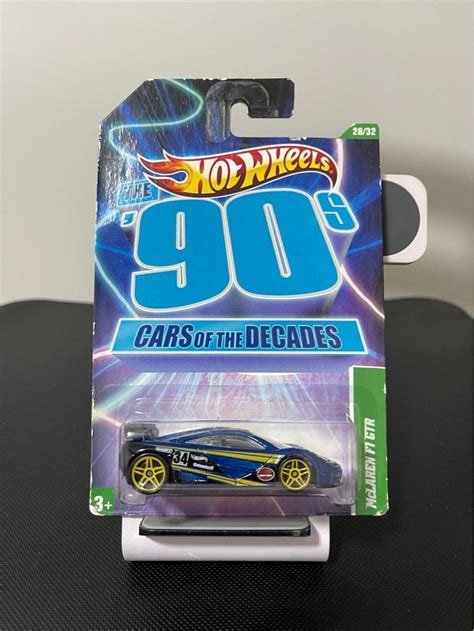 28/32
HOT WHEELS
THE
'90s
CARS OF THE DECADES
34
3+
McLAREN F1 GTR